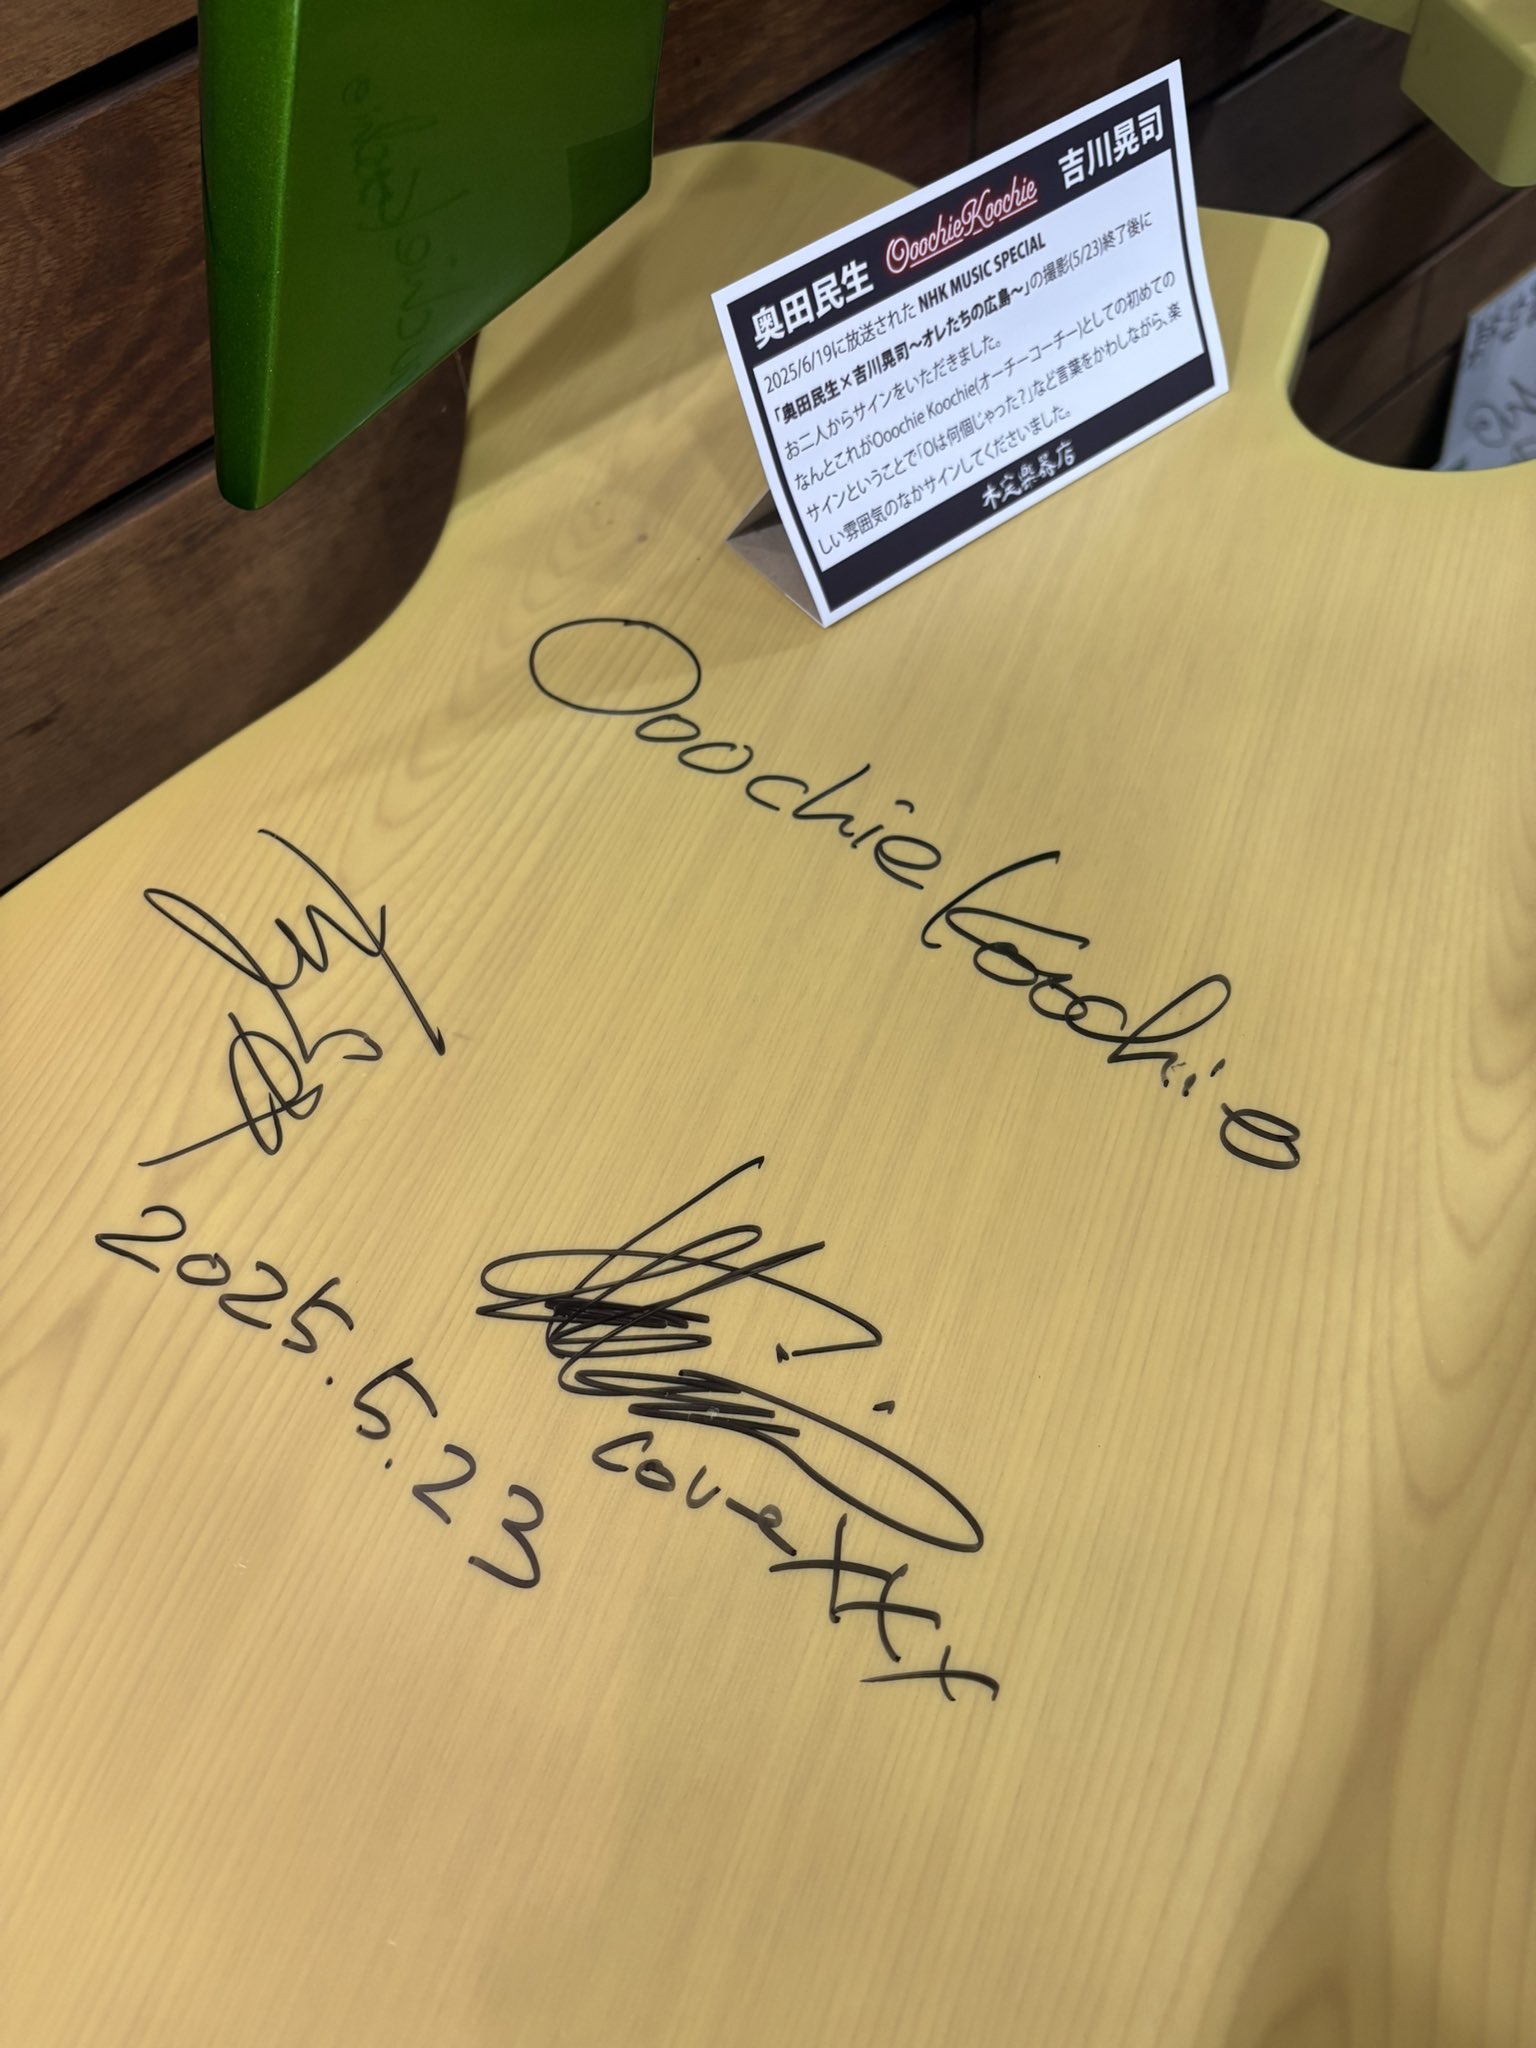 奥田民生 OoochieKoochie 吉川晃司
2025/6/19に放送された NHK MUSIC SPECIAL
「奥田民生×吉川晃司〜オレたちの広島〜」の撮影(5/23)終了後に
お二人からサインをいただきました。
なんとこれがOoochie Koochie(オーチーコーチー)としての初めての
サインということで「Oは何個じゃった?」など言葉をかわしながら、楽
しい雰囲気のなかサインしてくださいました。
木定楽器店
Ooochie Koochie
2025.5.23